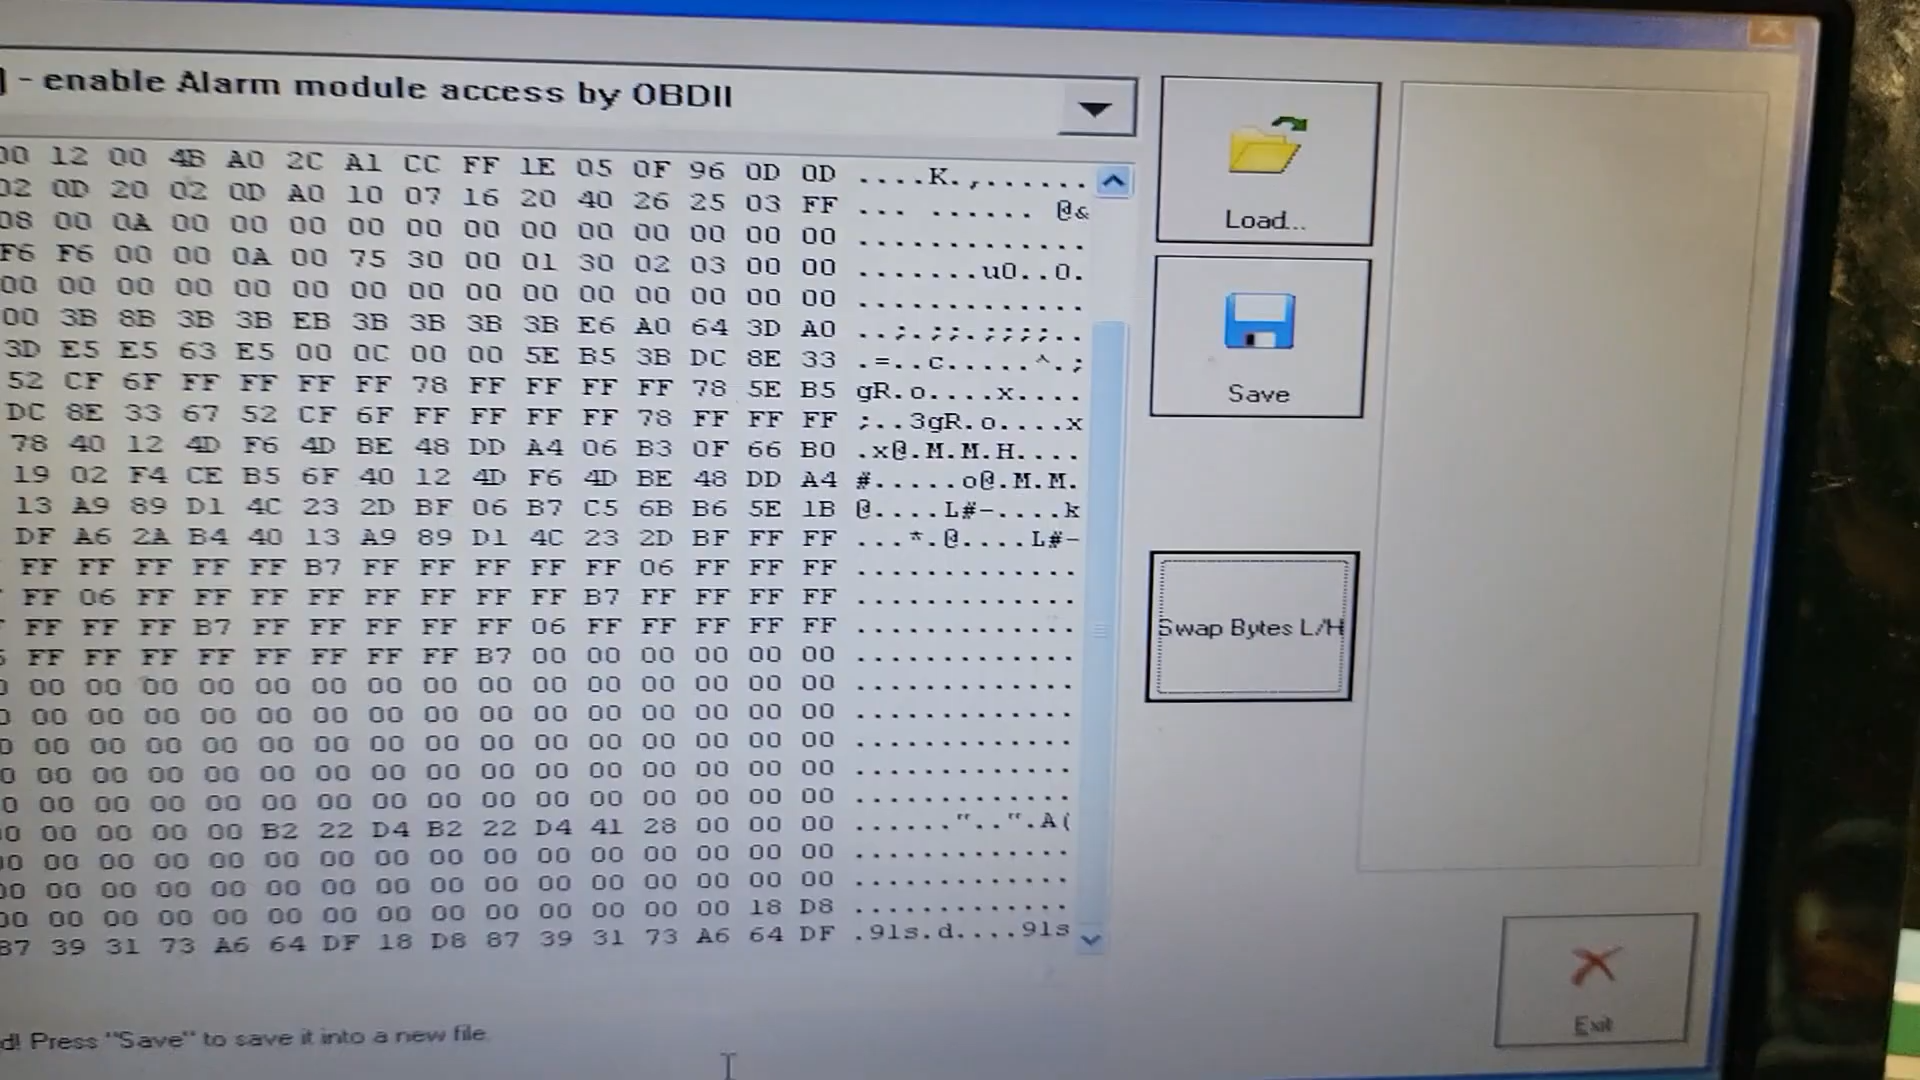 - enable Alarm module access by OBDII
00 12 00 4B A0 2C A1 CC FF 1E 05 0F 96 0D 0D ....K.,......
02 0D 20 02 0D A0 10 07 16 20 40 26 25 03 FF ... ...... @&
08 00 0A 00 00 00 00 00 00 00 00 00 00 00 00 .............
F6 F6 00 00 0A 00 75 30 00 01 30 02 03 00 00 .......u0..0.
00 00 00 00 00 00 00 00 00 00 00 00 00 00 00 .............
00 3B 8B 3B 3B EB 3B 3B 3B 3B E6 A0 64 3D A0 ..;.;;.;;;;..
3D E5 E5 63 E5 00 0C 00 00 5E B5 3B DC 8E 33 .=..c.....^.;
52 CF 6F FF FF FF FF 78 FF FF FF FF 78 5E B5 gR.o....x....
DC 8E 33 67 52 CF 6F FF FF FF FF 78 FF FF FF ;..3gR.o....x
78 40 12 4D F6 4D BE 48 DD A4 06 B3 0F 66 B0 .x@.M.M.H....
19 02 F4 CE B5 6F 40 12 4D F6 4D BE 48 DD A4 #.....o@.M.M.
13 A9 89 D1 4C 23 2D BF 06 B7 C5 6B B6 5E 1B @....L#-....k
DF A6 2A B4 40 13 A9 89 D1 4C 23 2D BF FF FF ...*.@....L#-
FF FF FF FF FF B7 FF FF FF FF FF 06 FF FF FF .............
FF 06 FF FF FF FF FF FF FF FF B7 FF FF FF FF .............
FF FF FF B7 FF FF FF FF FF 06 FF FF FF FF FF .............
FF FF FF FF FF FF FF FF B7 00 00 00 00 00 00 .............
00 00 00 00 00 00 00 00 00 00 00 00 00 00 .............
00 00 00 00 00 00 00 00 00 00 00 00 00 00 .............
00 00 00 00 00 00 00 00 00 00 00 00 00 00 .............
00 00 00 00 00 00 00 00 00 00 00 00 00 00 .............
00 00 00 00 00 00 00 00 00 00 00 00 00 00 .............
00 00 00 00 B2 22 D4 B2 22 D4 41 28 00 00 00 ......"..".A(
00 00 00 00 00 00 00 00 00 00 00 00 00 00 00 .............
00 00 00 00 00 00 00 00 00 00 00 00 00 00 00 .............
00 00 00 00 00 00 00 00 00 00 00 00 00 18 D8 .............
B7 39 31 73 A6 64 DF 18 D8 87 39 31 73 A6 64 DF .91s.d....91s
Load...
Save
Swap Bytes L/H
Exit
d! Press "Save" to save it into a new file.